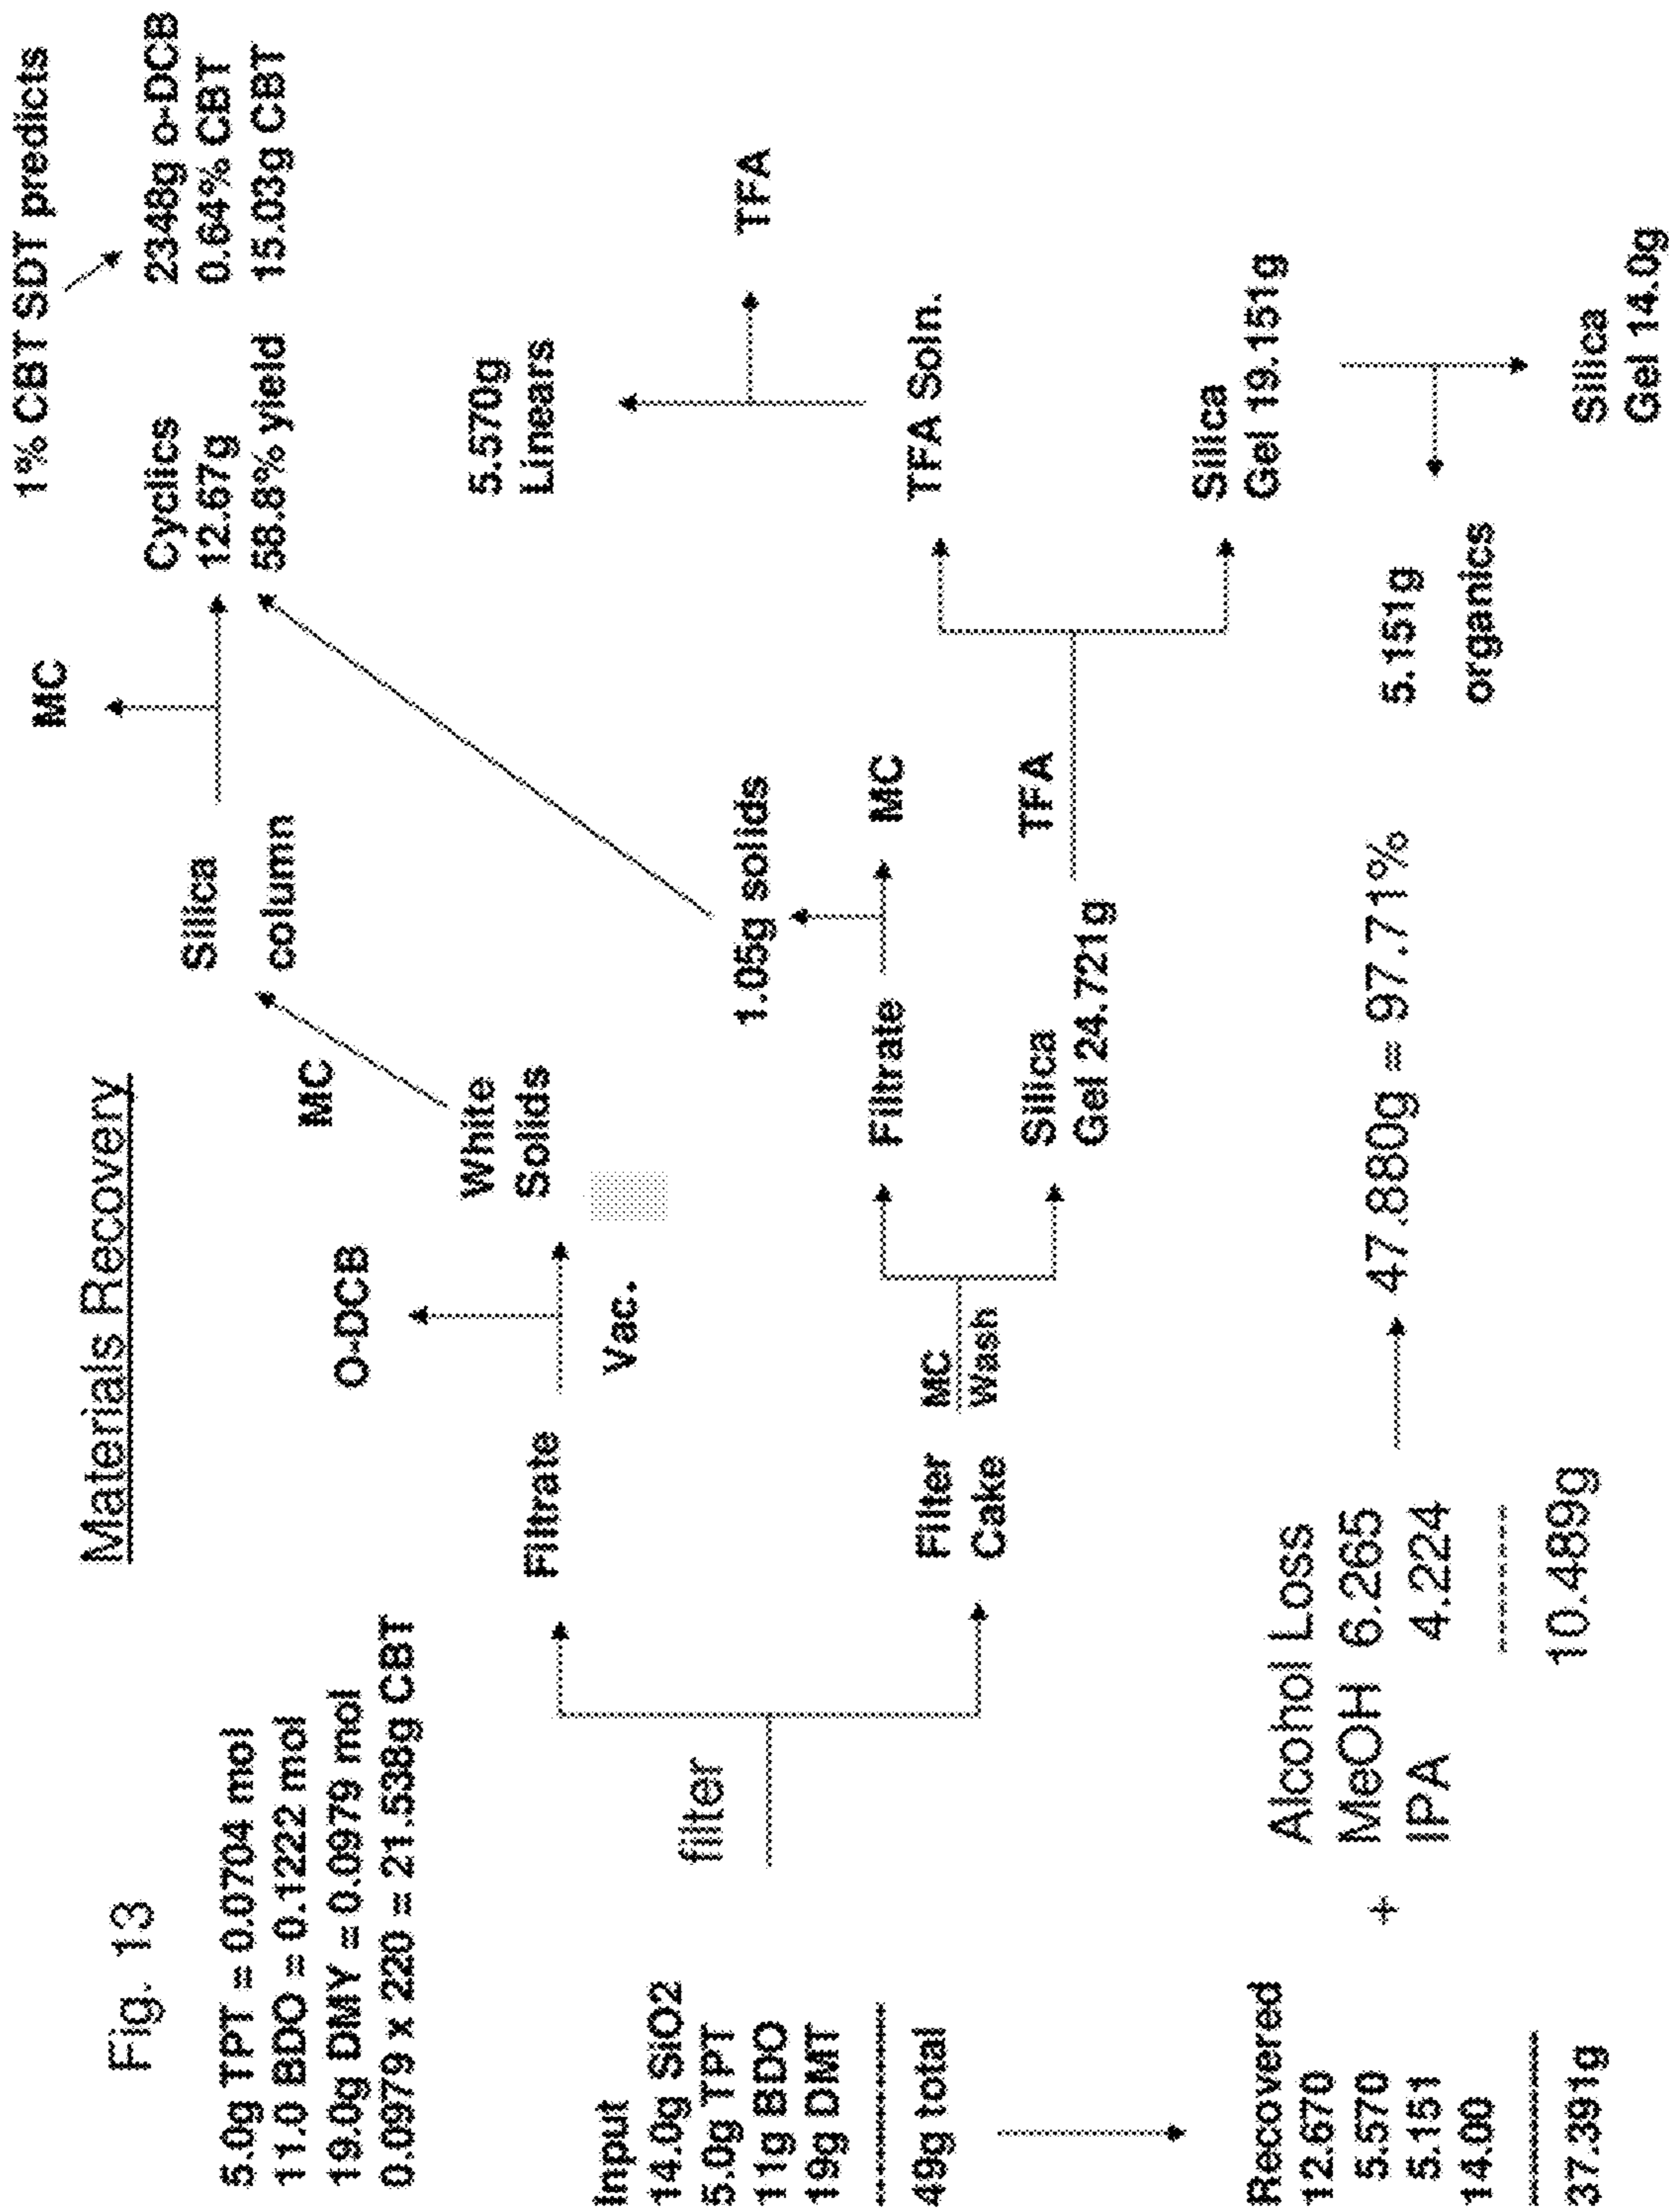 Fig. 13
Materials Recovery
5.0g TPT = 0.0704 mol
11.0 BDO = 0.1222 mol
19.0g DMY = 0.0979 mol
0.0979 x 220 = 21.538g CBT
Input
14.0g SiO2
5.0g TPT
11g BDO
19g DMT
49g total
filter
Filtrate
O-DCB
Vac.
White
Solids
MC
Silica
column
MC
Cyclics
12.67g
58.8% yield
1% CBT SDT predicts
2348g o-DCB
0.64% CBT
15.03g CBT
Filter
Cake
MC
Wash
Filtrate
1.05g solids
MC
Silica
Gel 24.721g
TFA
TFA Soln.
5.570g
Linears
TFA
Silica
Gel 19.151g
5.151g
organics
Silica
Gel 14.0g
Recovered
12.670
5.570
5.151
14.00
37.391g
+
Alcohol Loss
MeOH 6.265
IPA 4.224
10.489g
47.880g = 97.71%